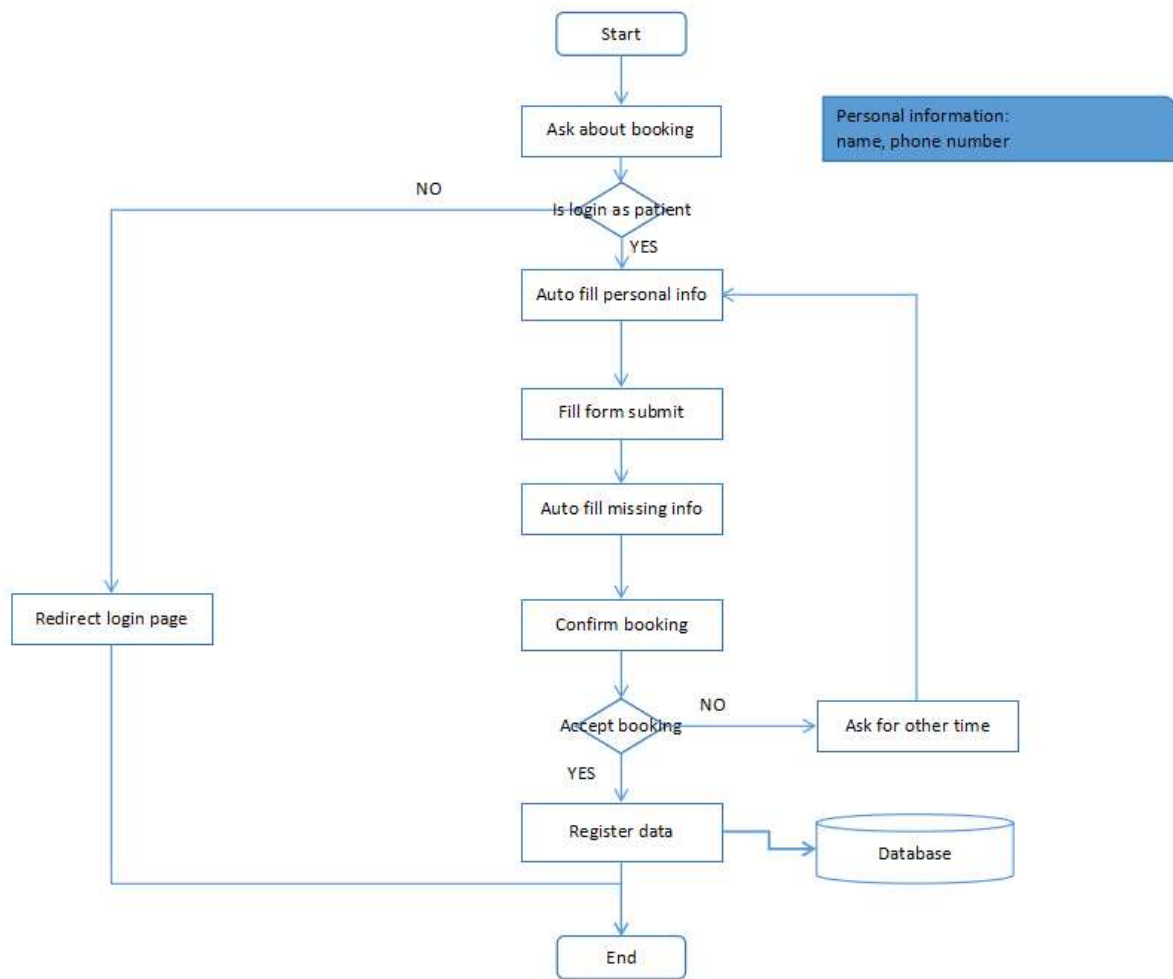 Start
Ask about booking
Personal information:
name, phone number
NO
Is login as patient
YES
Auto fill personal info
Fill form submit
Auto fill missing info
Redirect login page
Confirm booking
NO
Accept booking
Ask for other time
YES
Register data
Database
End